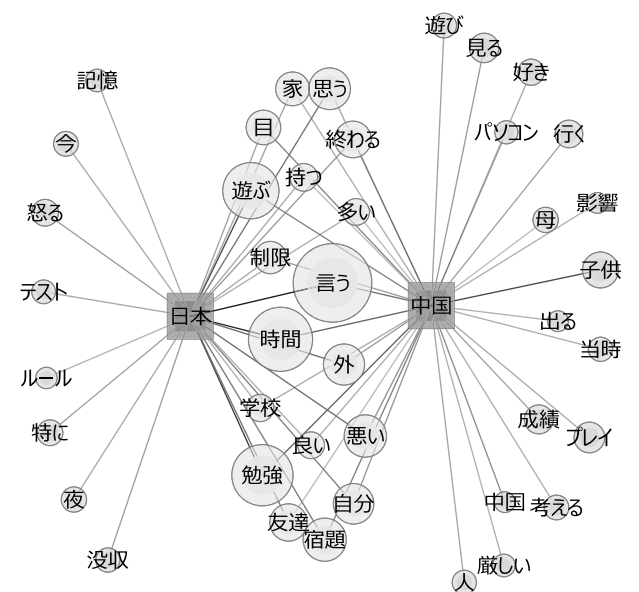 遊び
見る
好き
記憶
家
思う
目
終わる
パソコン
行く
今
持つ
遊ぶ
多い
影響
母
怒る
制限
子供
言う
テスト
中国
日本
出る
時間
当時
外
ルール
学校
成績
特に
良い
悪い
プレイ
勉強
夜
自分
中国
考える
友達
宿題
没収
厳しい
人